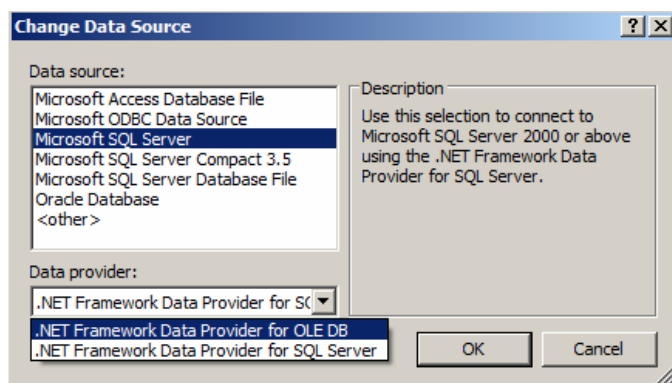 Change Data Source
Data source:
Microsoft Access Database File
Microsoft ODBC Data Source
Microsoft SQL Server
Microsoft SQL Server Compact 3.5
Microsoft SQL Server Database File
Oracle Database
<other>
Description
Use this selection to connect to
Microsoft SQL Server 2000 or above
using the .NET Framework Data
Provider for SQL Server.
Data provider:
.NET Framework Data Provider for
.NET Framework Data Provider for OLE DB
.NET Framework Data Provider for SQL Server
OK
Cancel